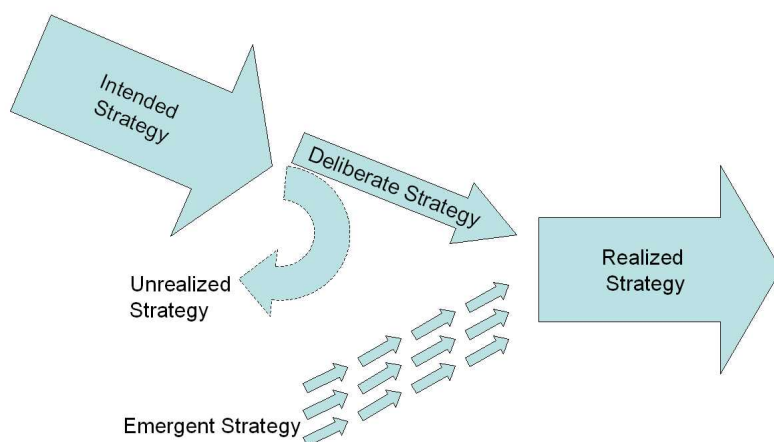 Intended
Strategy
Deliberate Strategy
Unrealized
Strategy
Realized
Strategy
Emergent Strategy